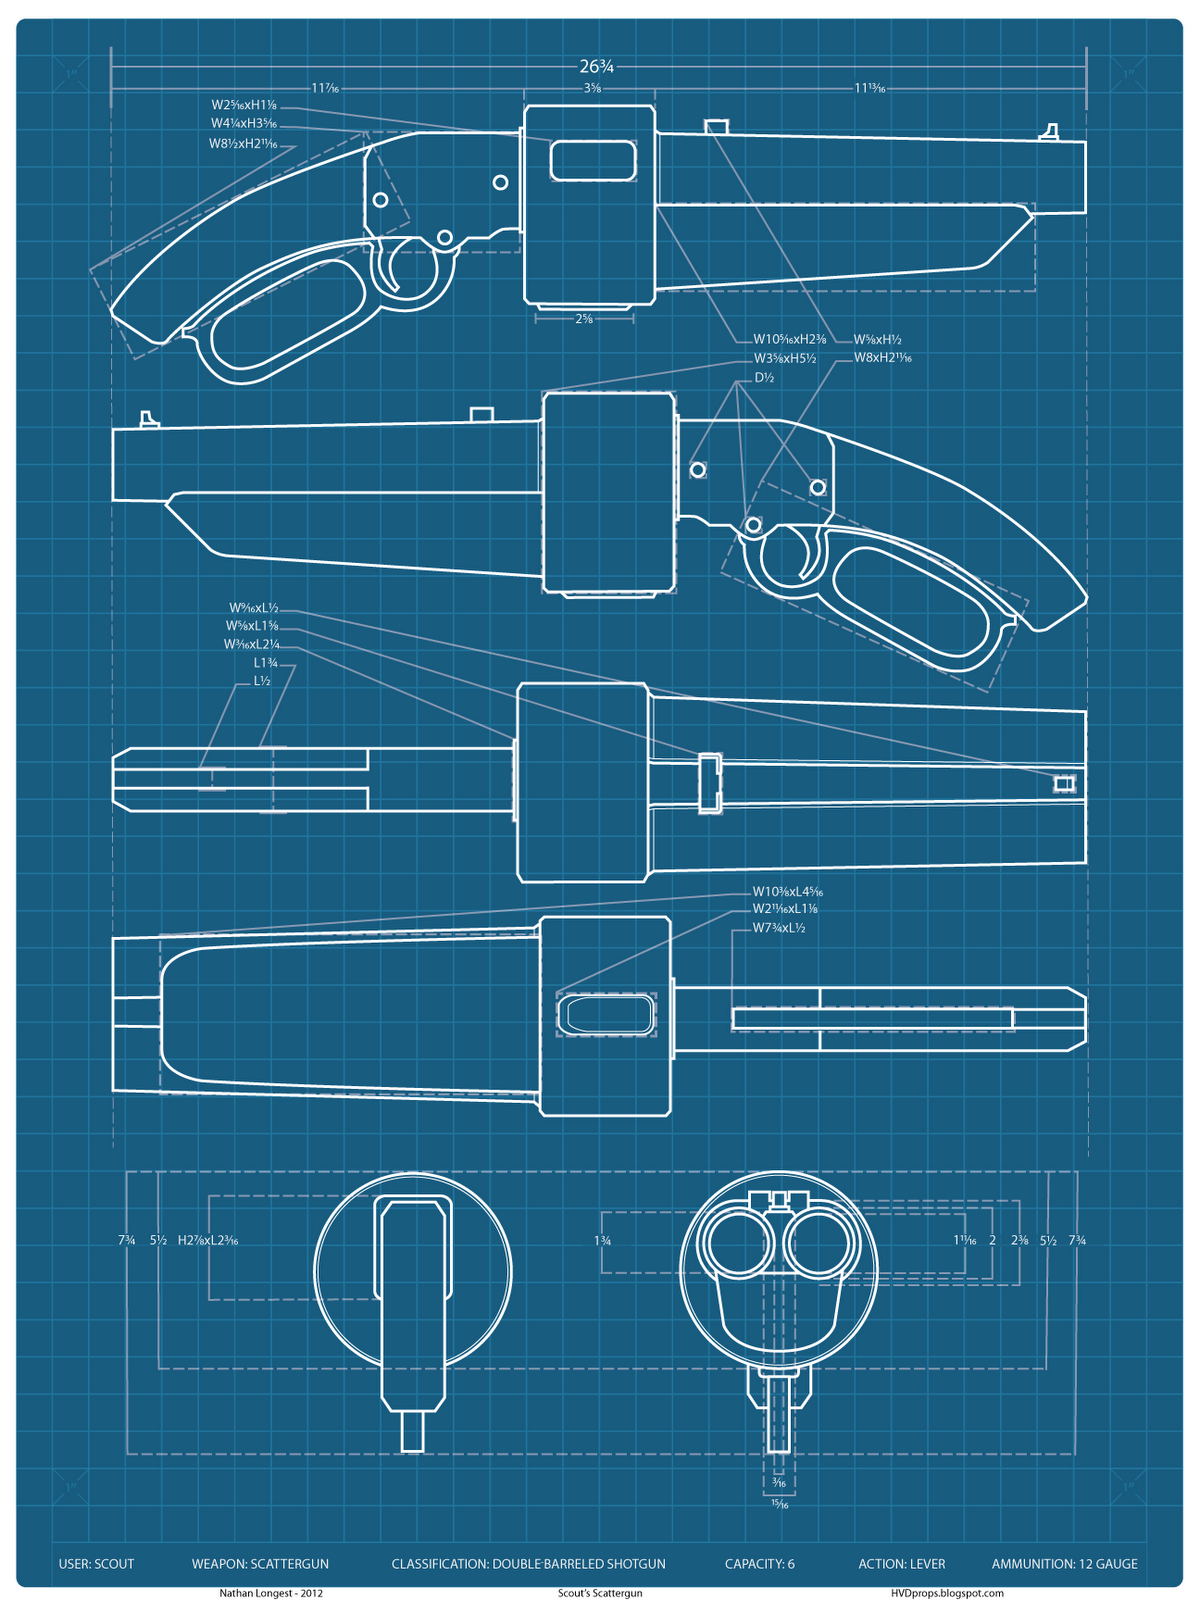 1"
1"
26¾
11⁷⁄₁₆
3⅝
11¹³⁄₁₆
W2⁵⁄₁₆xH1⅛
W4¼xH3⁵⁄₁₆
W8½xH2¹¹⁄₁₆
2⅝
W10⁵⁄₁₆xH2⅜
W⅝xH½
W3⅝xH5½
W8xH2¹¹⁄₁₆
D½
W⁹⁄₁₆xL½
W⅝xL1⅝
W³⁄₁₆xL2¼
L1¾
L½
W10⅜xL4⁵⁄₁₆
W2¹¹⁄₁₆xL1⅛
W7¾xL½
7¾
5½
H2⅞xL2³⁄₁₆
1¾
1¹¹⁄₁₆
2
2⅜
5½
7¾
³⁄₁₆
¹⁵⁄₁₆
1"
1"
USER: SCOUT
WEAPON: SCATTERGUN
CLASSIFICATION: DOUBLE-BARRELED SHOTGUN
CAPACITY: 6
ACTION: LEVER
AMMUNITION: 12 GAUGE
Nathan Longest - 2012
Scout's Scattergun
HVDprops.blogspot.com